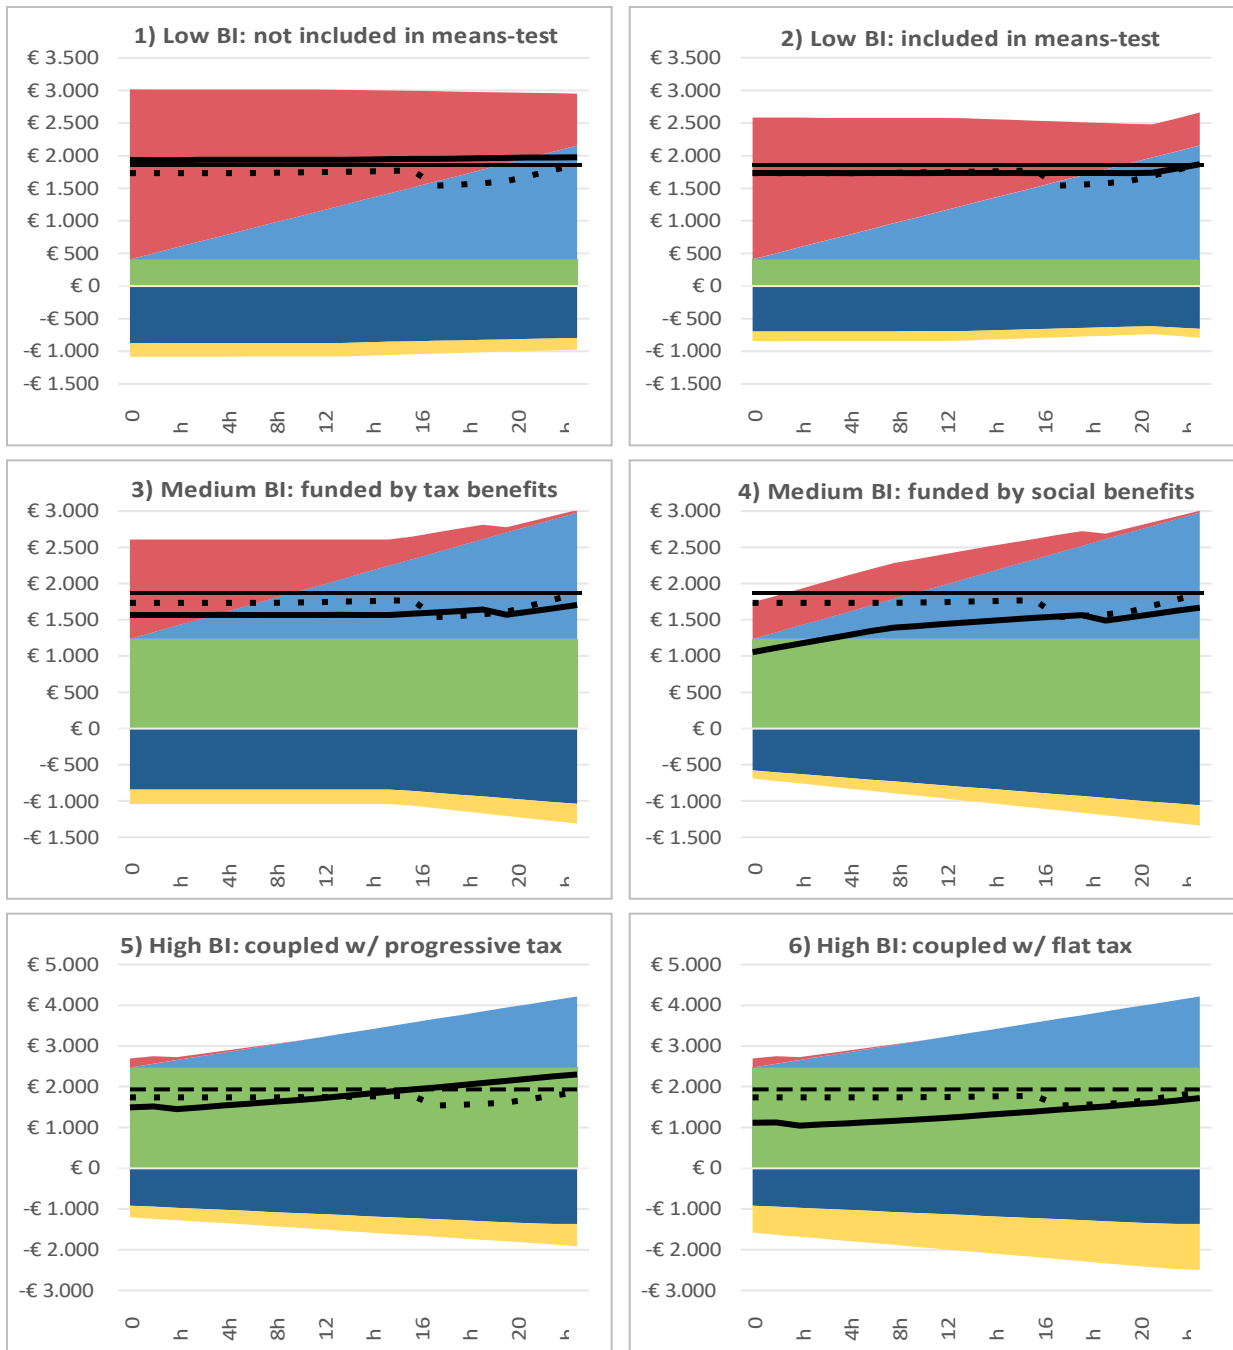 1) Low BI: not included in means-test
€ 3.500
€ 3.000
€ 2.500
€ 2.000
€ 1.500
€ 1.000
€ 500
€ 0
-€ 500
-€ 1.000
-€ 1.500
0
h
4h
8h
12
h
16
h
20
h
2) Low BI: included in means-test
€ 3.500
€ 3.000
€ 2.500
€ 2.000
€ 1.500
€ 1.000
€ 500
€ 0
-€ 500
-€ 1.000
-€ 1.500
0
h
4h
8h
12
h
16
h
20
h
3) Medium BI: funded by tax benefits
€ 3.000
€ 2.500
€ 2.000
€ 1.500
€ 1.000
€ 500
€ 0
-€ 500
-€ 1.000
-€ 1.500
0
h
4h
8h
12
h
16
h
20
h
4) Medium BI: funded by social benefits
€ 3.000
€ 2.500
€ 2.000
€ 1.500
€ 1.000
€ 500
€ 0
-€ 500
-€ 1.000
-€ 1.500
0
h
4h
8h
12
h
16
h
20
h
5) High BI: coupled w/ progressive tax
€ 5.000
€ 4.000
€ 3.000
€ 2.000
€ 1.000
€ 0
-€ 1.000
-€ 2.000
-€ 3.000
0
h
4h
8h
12
h
16
h
20
h
6) High BI: coupled w/ flat tax
€ 5.000
€ 4.000
€ 3.000
€ 2.000
€ 1.000
€ 0
-€ 1.000
-€ 2.000
-€ 3.000
0
h
4h
8h
12
h
16
h
20
h